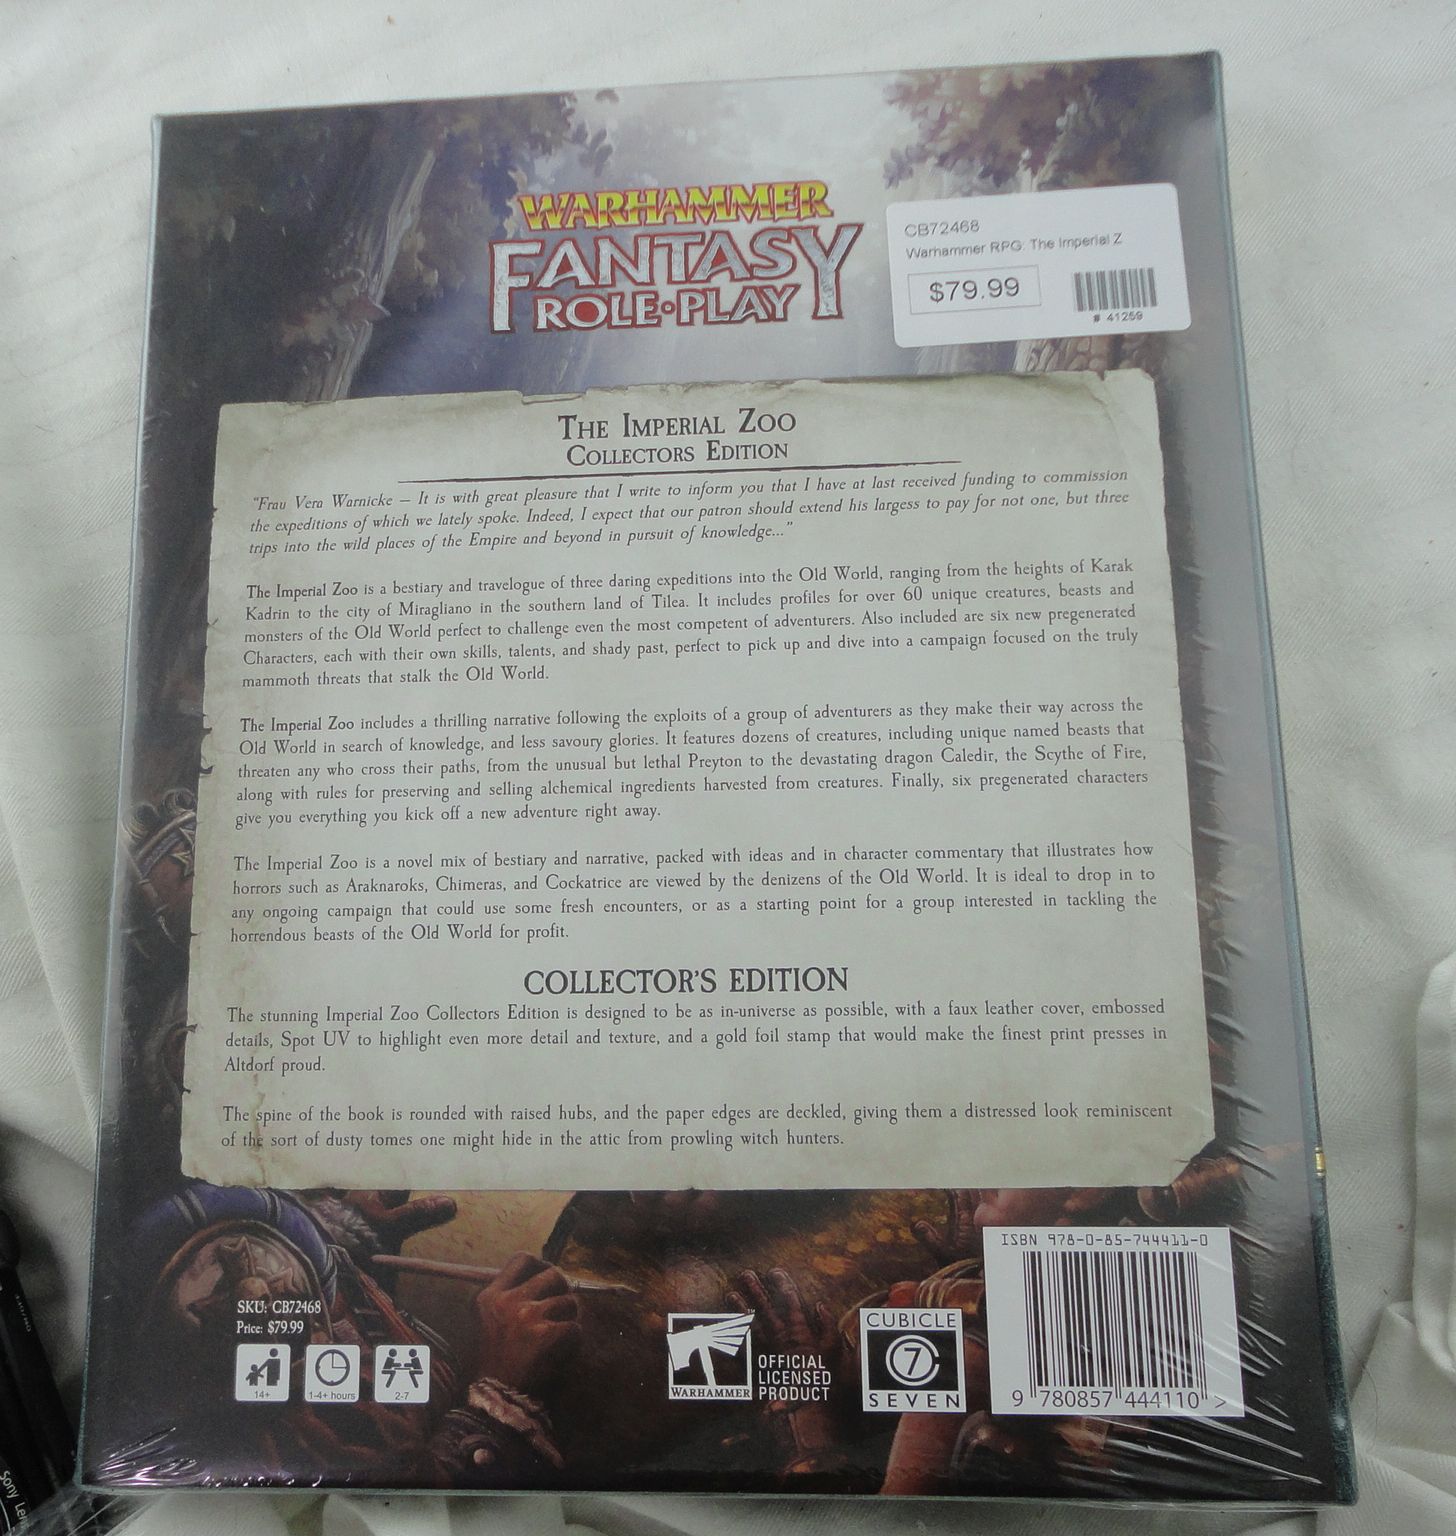 WARHAMMER
FANTASY
ROLE•PLAY
CB72468
Warhammer RPG: The Imperial Z
$79.99
# 41259
THE IMPERIAL ZOO
COLLECTORS EDITION
"Frau Vera Warnicke – It is with great pleasure that I write to inform you that I have at last received funding to commission
the expeditions of which we lately spoke. Indeed, I expect that our patron should extend his largess to pay for not one, but three
trips into the wild places of the Empire and beyond in pursuit of knowledge..."
The Imperial Zoo is a bestiary and travelogue of three daring expeditions into the Old World, ranging from the heights of Karak
Kadrin to the city of Miragliano in the southern land of Tilea. It includes profiles for over 60 unique creatures, beasts and
monsters of the Old World perfect to challenge even the most competent of adventurers. Also included are six new pregenerated
Characters, each with their own skills, talents, and shady past, perfect to pick up and dive into a campaign focused on the truly
mammoth threats that stalk the Old World.
The Imperial Zoo includes a thrilling narrative following the exploits of a group of adventurers as they make their way across the
Old World in search of knowledge, and less savoury glories. It features dozens of creatures, including unique named beasts that
threaten any who cross their paths, from the unusual but lethal Preyton to the devastating dragon Caledir, the Scythe of Fire,
along with rules for preserving and selling alchemical ingredients harvested from creatures. Finally, six pregenerated characters
give you everything you kick off a new adventure right away.
The Imperial Zoo is a novel mix of bestiary and narrative, packed with ideas and in character commentary that illustrates how
horrors such as Araknaroks, Chimeras, and Cockatrice are viewed by the denizens of the Old World. It is ideal to drop in to
any ongoing campaign that could use some fresh encounters, or as a starting point for a group interested in tackling the
horrendous beasts of the Old World for profit.
COLLECTOR'S EDITION
The stunning Imperial Zoo Collectors Edition is designed to be as in-universe as possible, with a faux leather cover, embossed
details, Spot UV to highlight even more detail and texture, and a gold foil stamp that would make the finest print presses in
Altdorf proud.
The spine of the book is rounded with raised hubs, and the paper edges are deckled, giving them a distressed look reminiscent
of the sort of dusty tomes one might hide in the attic from prowling witch hunters.
SKU: CB72468
Price: $79.99
14+
1-4+ hours
2-7
WARHAMMER
™
OFFICIAL
LICENSED
PRODUCT
CUBICLE
7
SEVEN
ISBN 978-0-85-744411-0
9 780857 444110 >
Sony Le